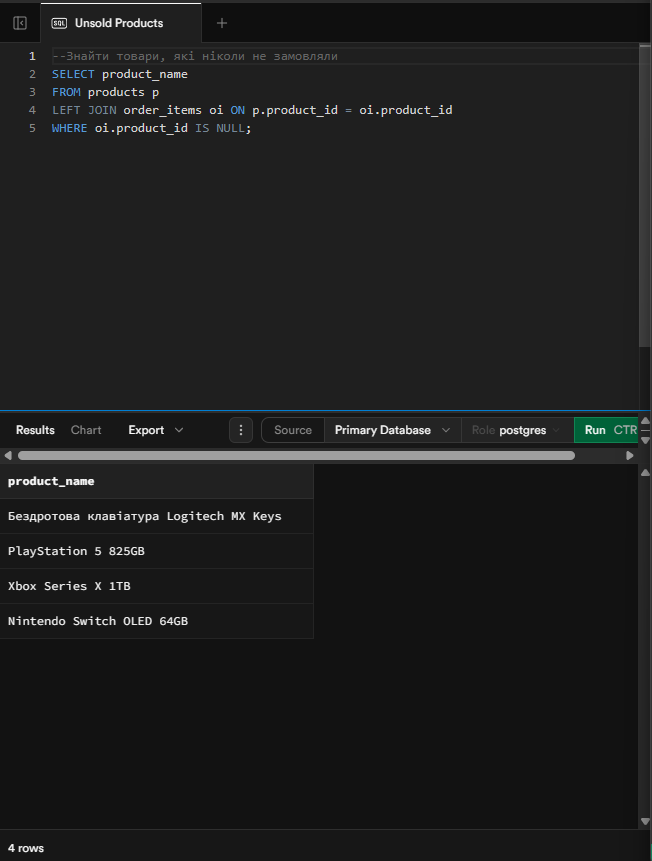 SQL Unsold Products +
1 --Знайти товари, які ніколи не замовляли
2 SELECT product_name
3 FROM products p
4 LEFT JOIN order_items oi ON p.product_id = oi.product_id
5 WHERE oi.product_id IS NULL;
Results Chart Export Source Primary Database Role postgres Run CTR
product_name
Бездротова клавіатура Logitech MX Keys
PlayStation 5 825GB
Xbox Series X 1TB
Nintendo Switch OLED 64GB
4 rows